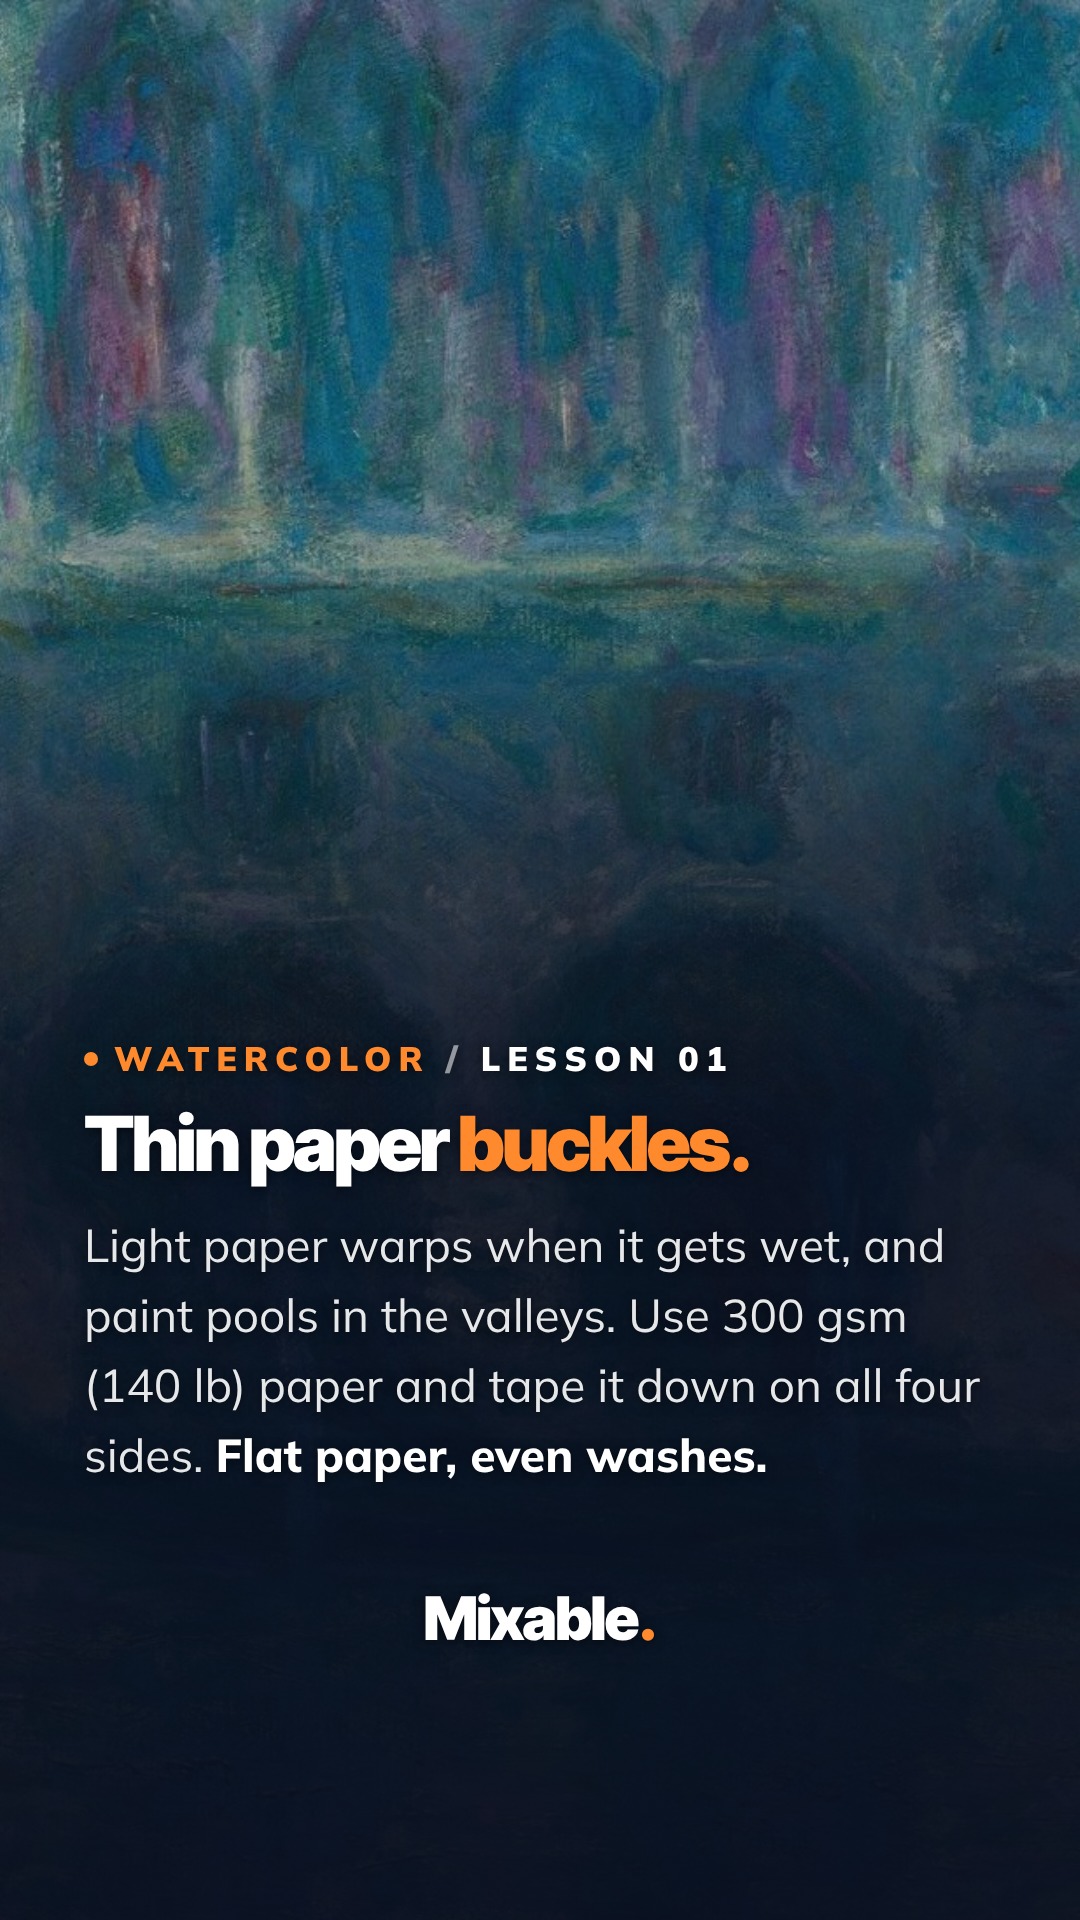 • WATERCOLOR / LESSON 01
Thin paper buckles.
Light paper warps when it gets wet, and
paint pools in the valleys. Use 300 gsm
(140 lb) paper and tape it down on all four
sides. Flat paper, even washes.
Mixable.